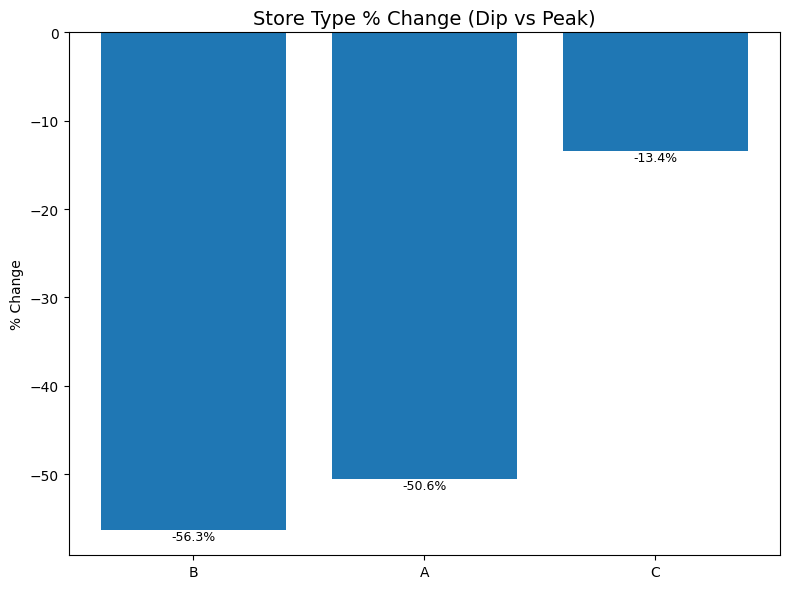 Store Type % Change (Dip vs Peak)
% Change
0
−10
−20
−30
−40
−50
-56.3%
-50.6%
-13.4%
B
A
C